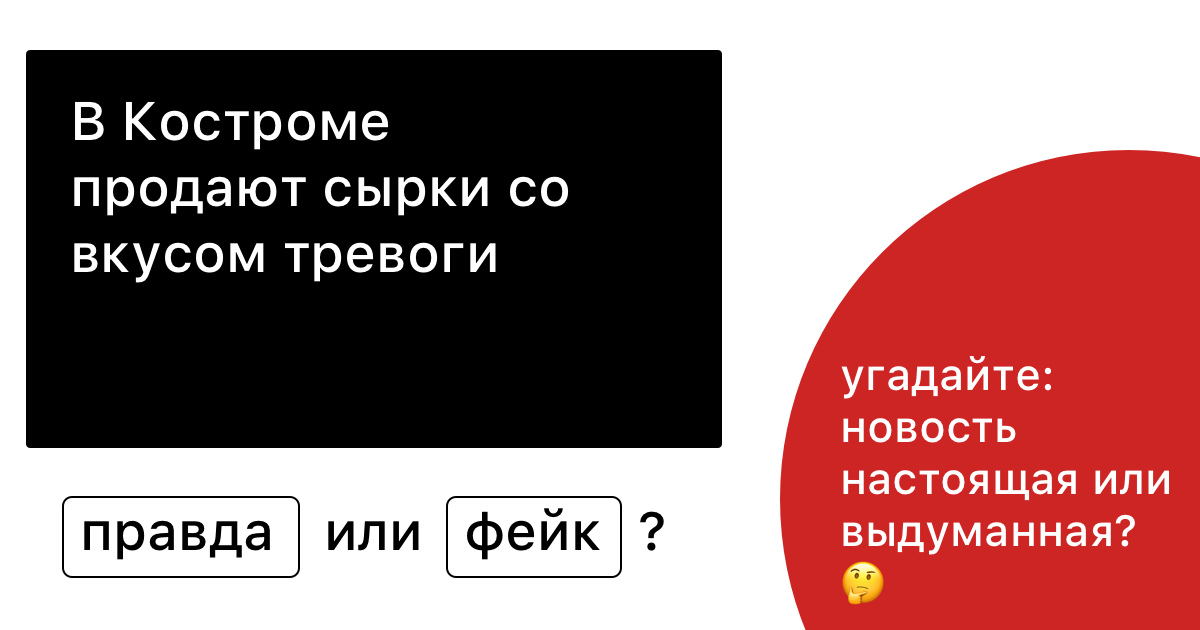 В Костроме
продают сырки со
вкусом тревоги
правда или фейк ?
угадайте:
новость
настоящая или
выдуманная?
🤔